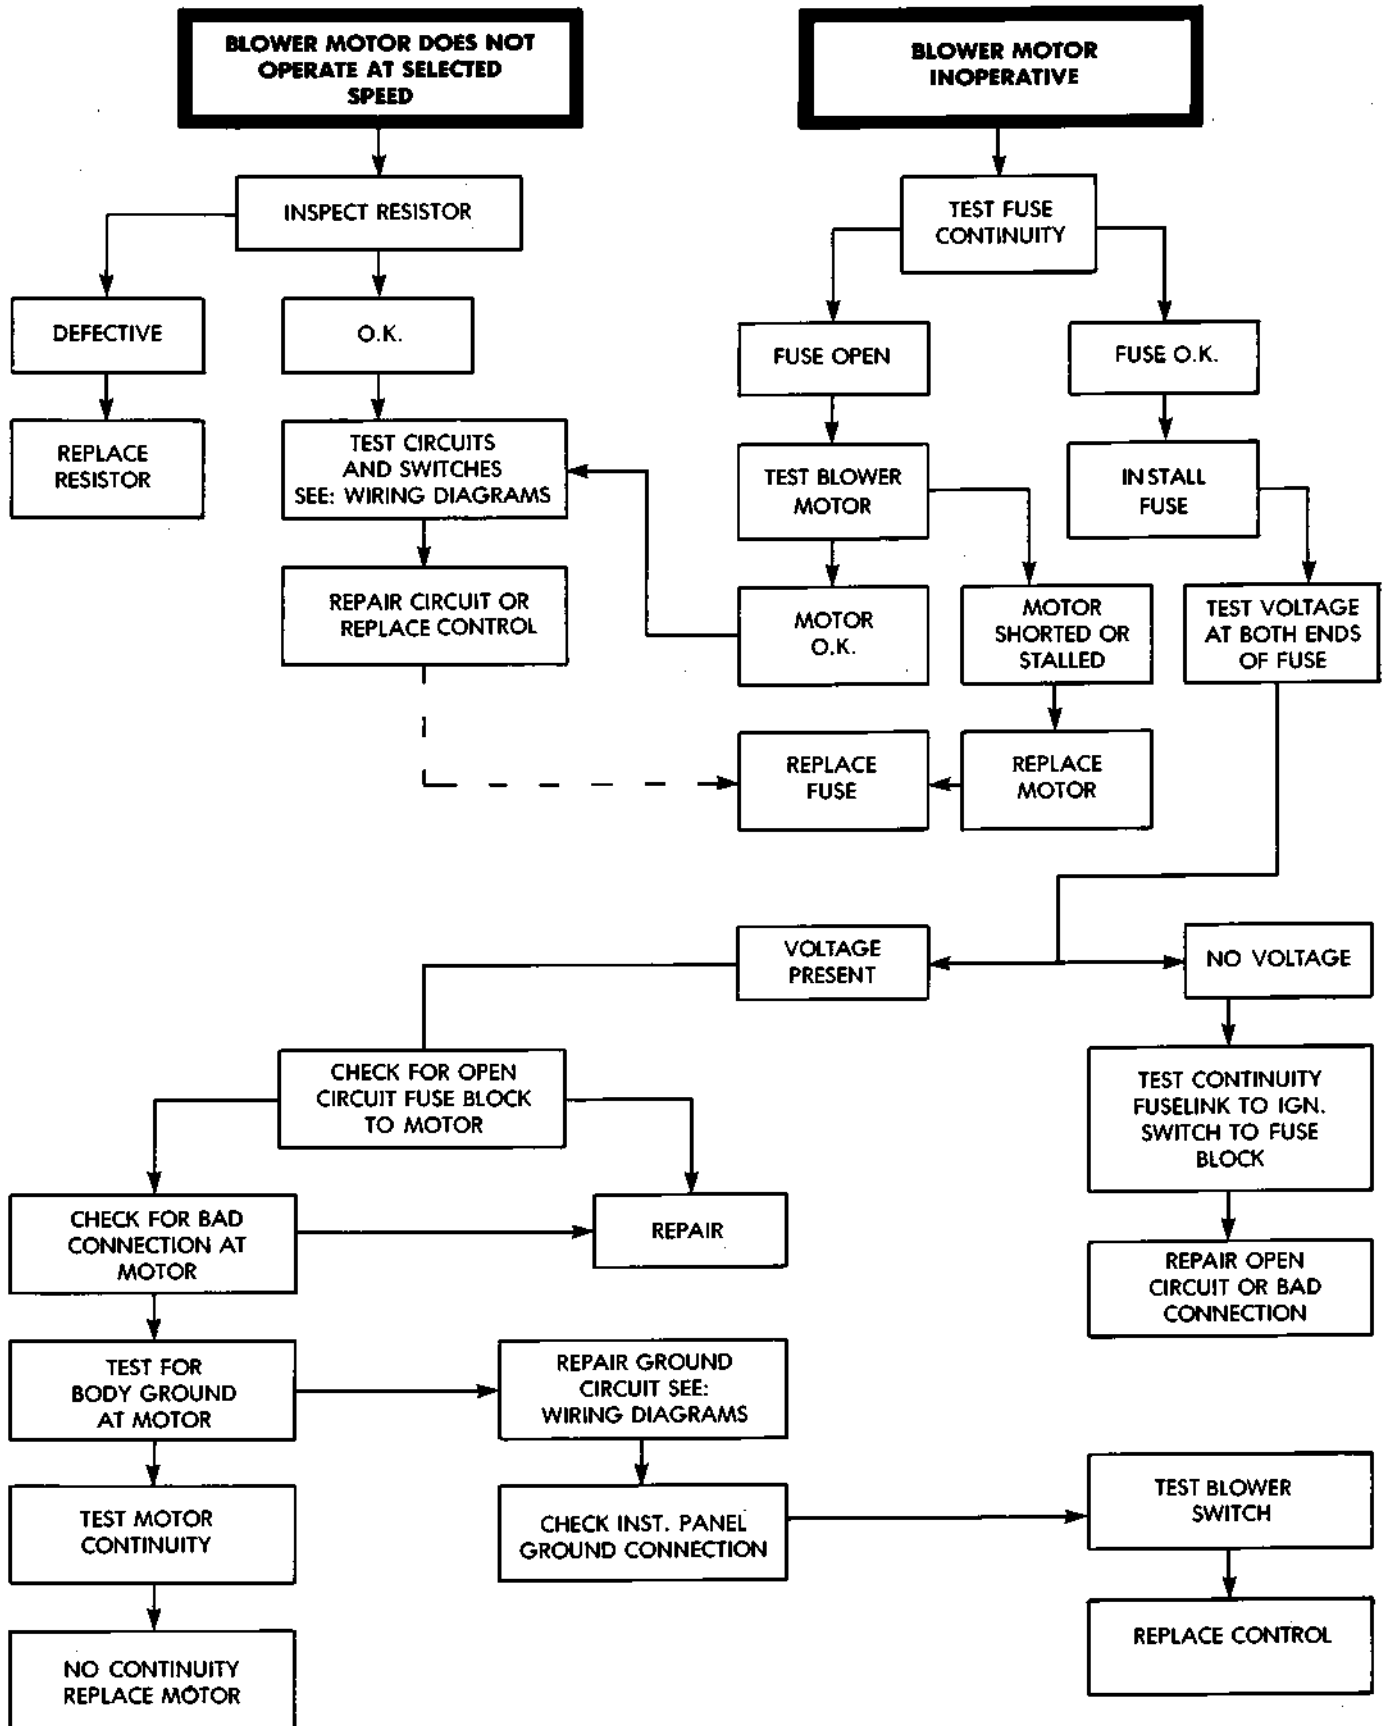 BLOWER MOTOR DOES NOT
OPERATE AT SELECTED
SPEED
BLOWER MOTOR
INOPERATIVE
INSPECT RESISTOR
TEST FUSE
CONTINUITY
DEFECTIVE
O.K.
FUSE OPEN
FUSE O.K.
REPLACE
RESISTOR
TEST CIRCUITS
AND SWITCHES
SEE: WIRING DIAGRAMS
TEST BLOWER
MOTOR
INSTALL
FUSE
REPAIR CIRCUIT OR
REPLACE CONTROL
MOTOR
O.K.
MOTOR
SHORTED OR
STALLED
TEST VOLTAGE
AT BOTH ENDS
OF FUSE
REPLACE
FUSE
REPLACE
MOTOR
VOLTAGE
PRESENT
NO VOLTAGE
CHECK FOR OPEN
CIRCUIT FUSE BLOCK
TO MOTOR
TEST CONTINUITY
FUSELINK TO IGN.
SWITCH TO FUSE
BLOCK
CHECK FOR BAD
CONNECTION AT
MOTOR
REPAIR
REPAIR OPEN
CIRCUIT OR BAD
CONNECTION
TEST FOR
BODY GROUND
AT MOTOR
REPAIR GROUND
CIRCUIT SEE:
WIRING DIAGRAMS
TEST MOTOR
CONTINUITY
CHECK INST. PANEL
GROUND CONNECTION
TEST BLOWER
SWITCH
NO CONTINUITY
REPLACE MOTOR
REPLACE CONTROL